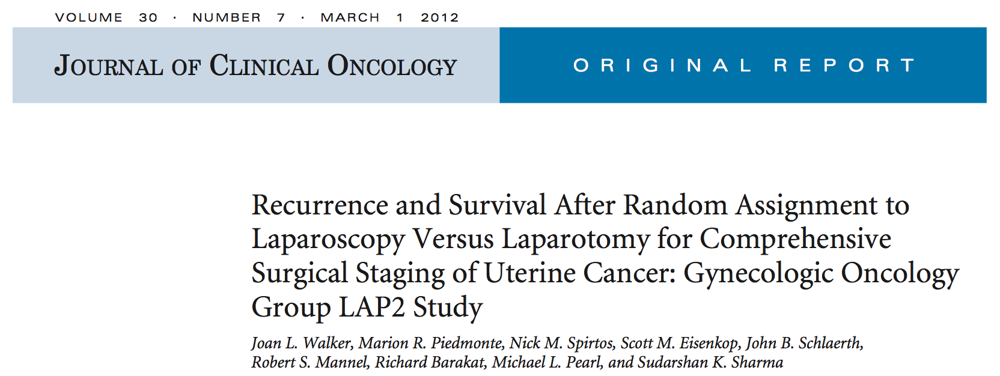 VOLUME 30 · NUMBER 7 · MARCH 1 2012
JOURNAL OF CLINICAL ONCOLOGY
ORIGINAL REPORT
Recurrence and Survival After Random Assignment to
Laparoscopy Versus Laparotomy for Comprehensive
Surgical Staging of Uterine Cancer: Gynecologic Oncology
Group LAP2 Study
Joan L. Walker, Marion R. Piedmonte, Nick M. Spirtos, Scott M. Eisenkop, John B. Schlaerth,
Robert S. Mannel, Richard Barakat, Michael L. Pearl, and Sudarshan K. Sharma